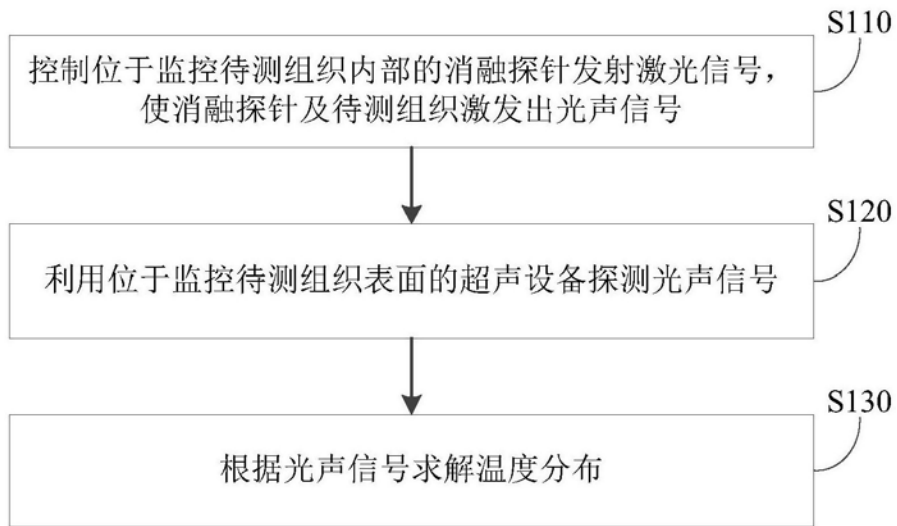 S110
控制位于监控待测组织内部的消融探针发射激光信号，
使消融探针及待测组织激发出光声信号
S120
利用位于监控待测组织表面的超声设备探测光声信号
S130
根据光声信号求解温度分布